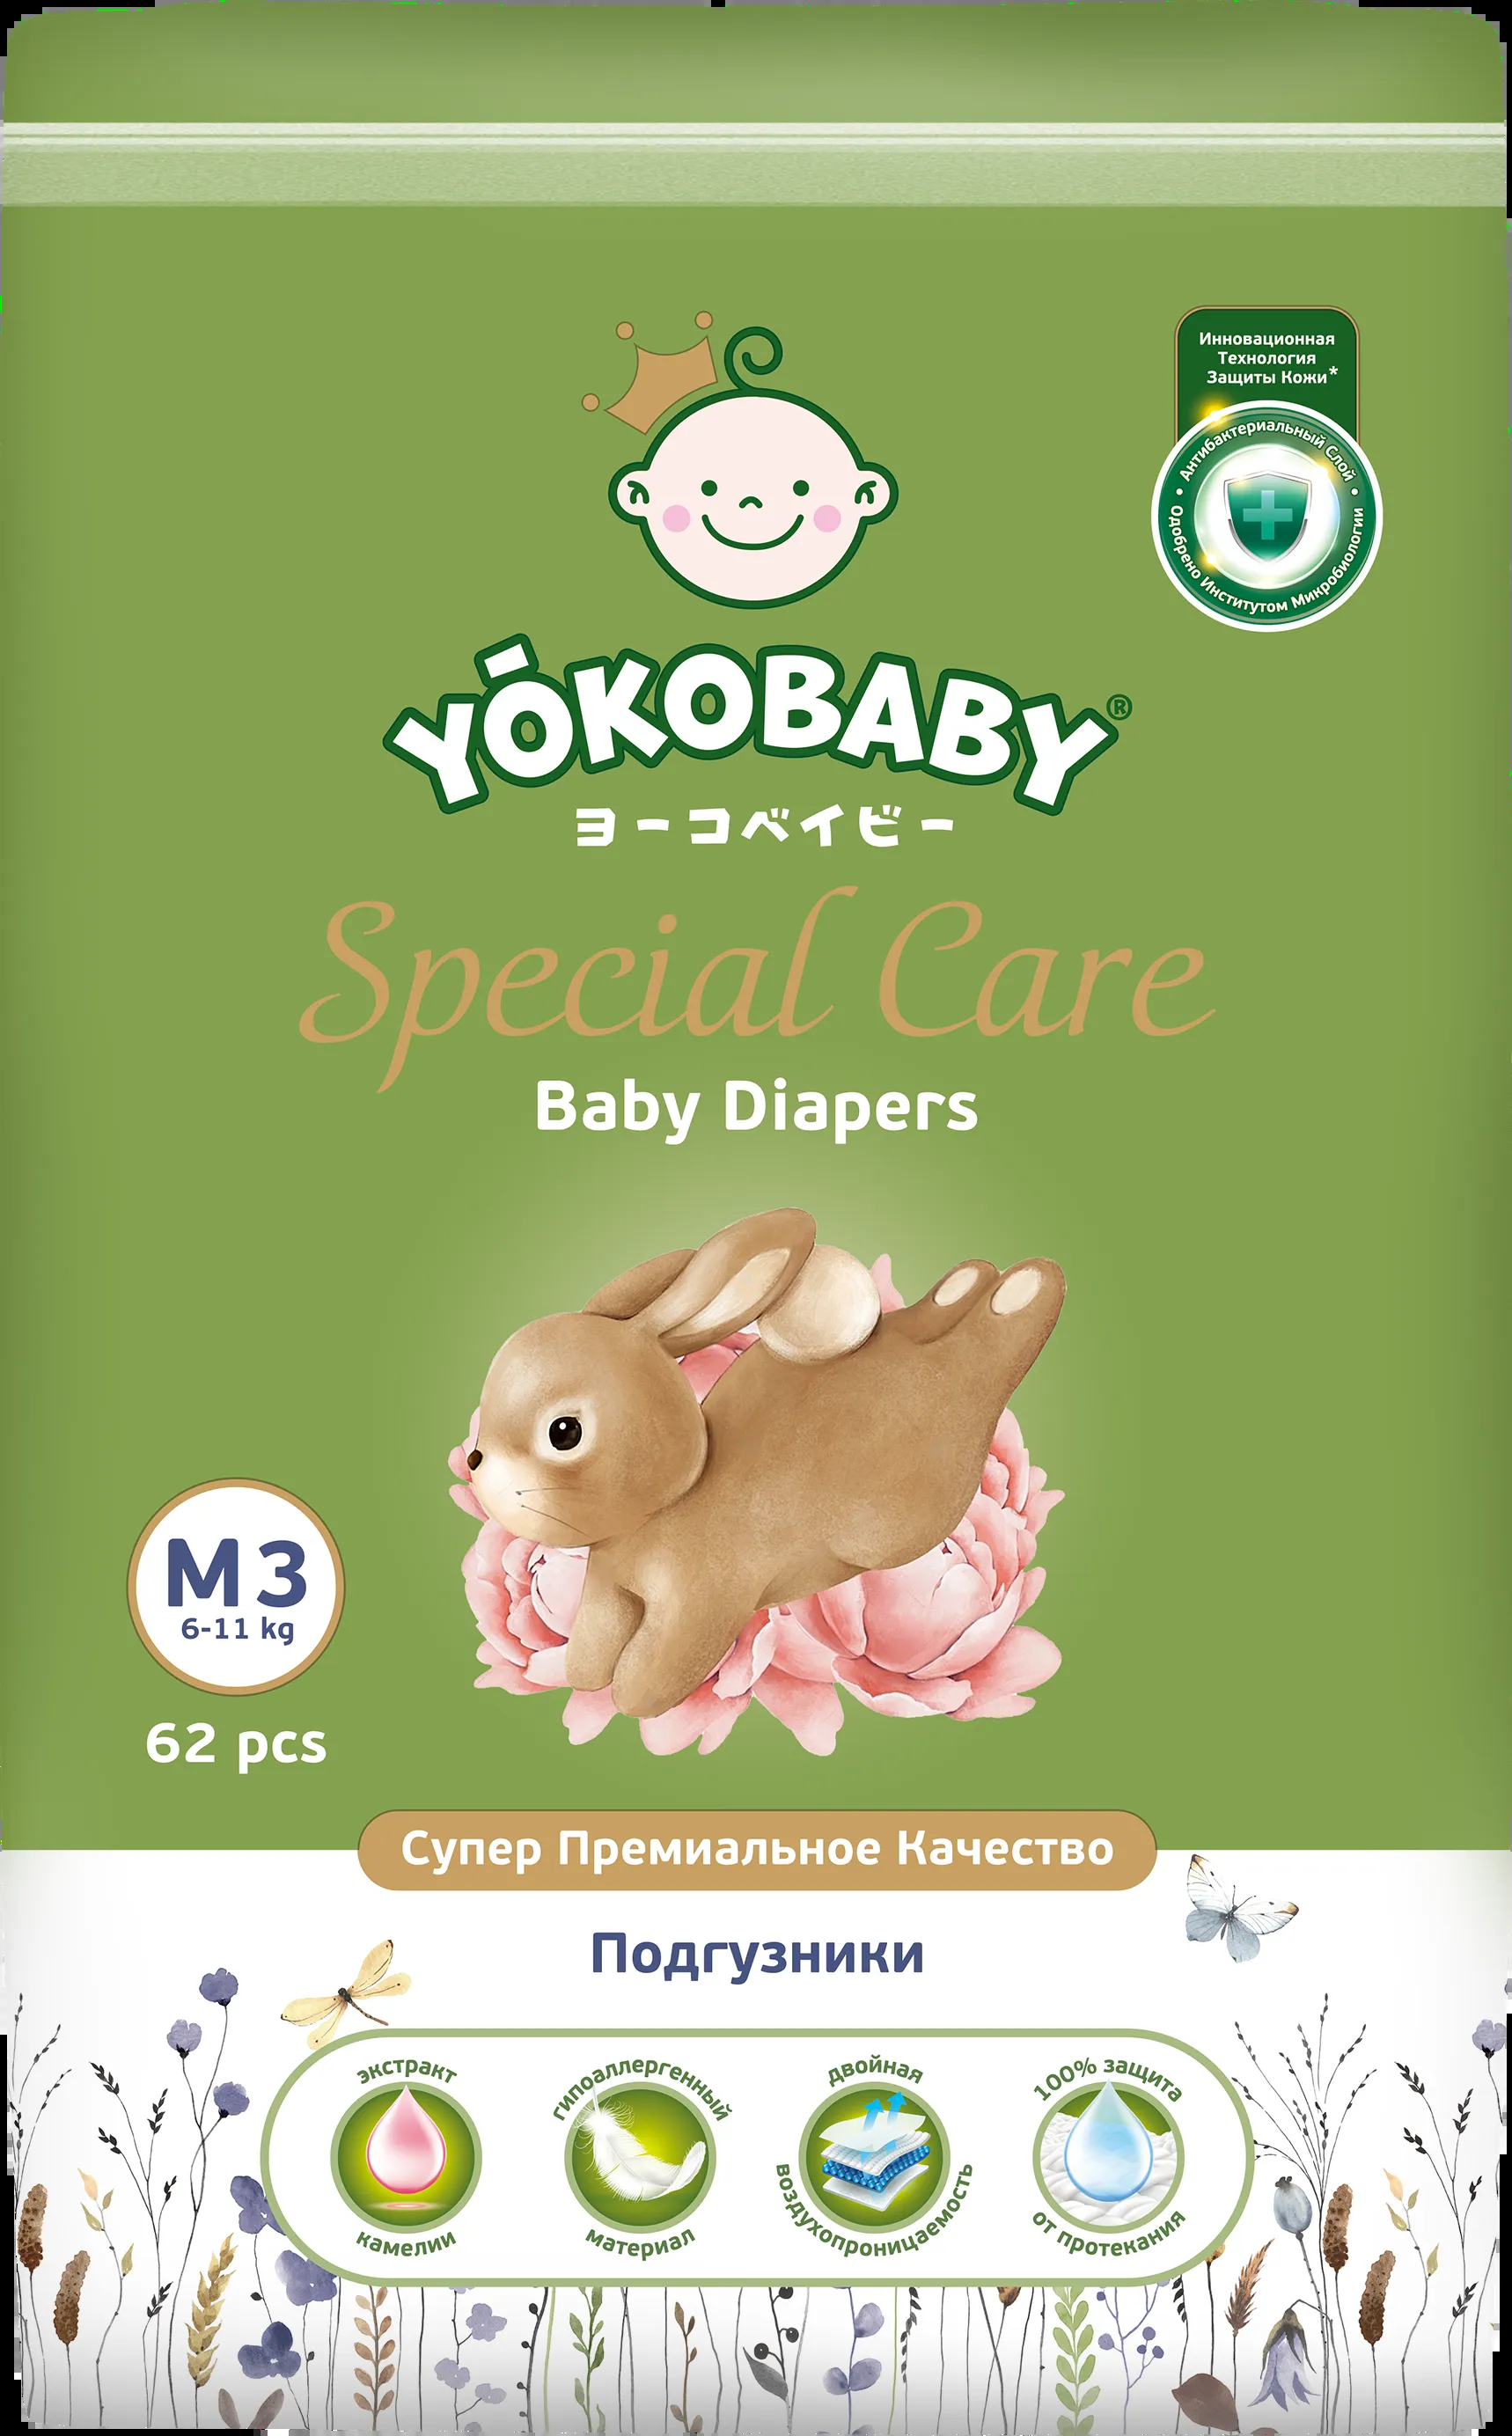 Инновационная
Технология
Защиты Кожи*
Антибактериальный Слой
• Одобрено Институтом Микробиологии •
YŌKOBABY®
ヨーコベイビー
Special Care
Baby Diapers
M3
6-11 kg
62 pcs
Супер Премиальное Качество
Подгузники
экстракт
камелии
гипоаллергенный
материал
двойная
воздухопроницаемость
100% защита
от протекания